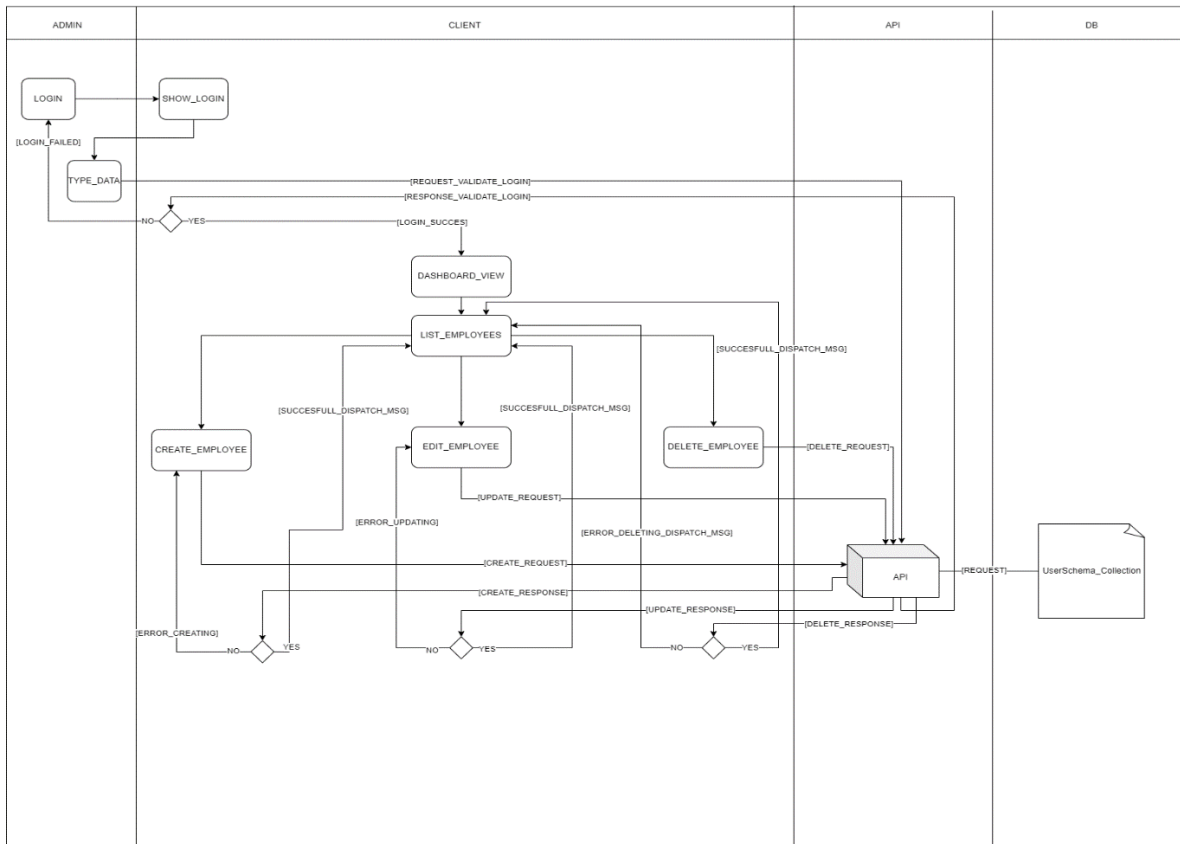 ADMIN
CLIENT
API
DB
LOGIN
SHOW_LOGIN
[LOGIN_FAILED]
TYPE_DATA
[REQUEST_VALIDATE_LOGIN]
[RESPONSE_VALIDATE_LOGIN]
NO
YES
[LOGIN_SUCCES]
DASHBOARD_VIEW
LIST_EMPLOYEES
[SUCCESFULL_DISPATCH_MSG]
[SUCCESFULL_DISPATCH_MSG]
[SUCCESFULL_DISPATCH_MSG]
CREATE_EMPLOYEE
EDIT_EMPLOYEE
DELETE_EMPLOYEE
[DELETE_REQUEST]
[UPDATE_REQUEST]
[ERROR_UPDATING]
[ERROR_DELETING_DISPATCH_MSG]
[CREATE_REQUEST]
API
[REQUEST]
UserSchema_Collection
[CREATE_RESPONSE]
[UPDATE_RESPONSE]
[DELETE_RESPONSE]
[ERROR_CREATING]
NO
YES
NO
YES
NO
YES